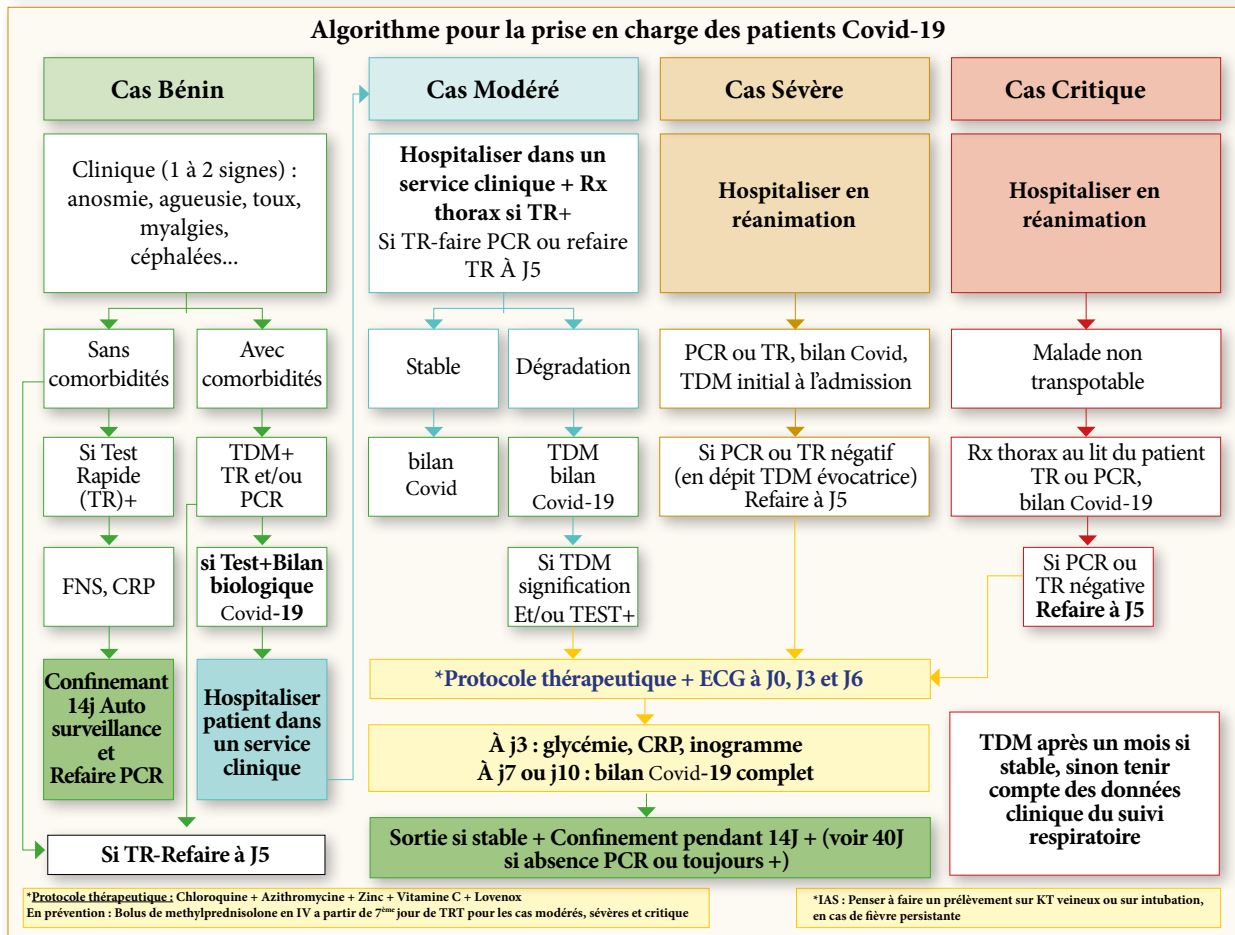 Algorithme pour la prise en charge des patients Covid-19
Cas Bénin
Clinique (1 à 2 signes) :
anosmie, agueusie, toux,
myalgies,
céphalées...
Sans
comorbidités
Avec
comorbidités
Si Test
Rapide
(TR)+
TDM+
TR et/ou
PCR
FNS, CRP
si Test+Bilan
biologique
Covid-19
Confinemant
14j Auto
surveillance
et
Refaire PCR
Hospitaliser
patient dans
un service
clinique
Si TR-Refaire à J5
Cas Modéré
Hospitaliser dans un
service clinique + Rx
thorax si TR+
Si TR-faire PCR ou refaire
TR À J5
Stable
Dégradation
bilan
Covid
TDM
bilan
Covid-19
Si TDM
signification
Et/ou TEST+
Cas Sévère
Hospitaliser en
réanimation
PCR ou TR, bilan Covid,
TDM initial à l'admission
Si PCR ou TR négatif
(en dépit TDM évocatrice)
Refaire à J5
Cas Critique
Hospitaliser en
réanimation
Malade non
transpotable
Rx thorax au lit du patient
TR ou PCR,
bilan Covid-19
Si PCR ou
TR négative
Refaire à J5
*Protocole thérapeutique + ECG à J0, J3 et J6
À j3 : glycémie, CRP, inogramme
À j7 ou j10 : bilan Covid-19 complet
Sortie si stable + Confinement pendant 14J + (voir 40J
si absence PCR ou toujours +)
TDM après un mois si
stable, sinon tenir
compte des données
clinique du suivi
respiratoire
*Protocole thérapeutique : Chloroquine + Azithromycine + Zinc + Vitamine C + Lovenox
En prévention : Bolus de methylprednisolone en IV a partir de 7ème jour de TRT pour les cas modérés, sévères et critique
*IAS : Penser à faire un prélèvement sur KT veineux ou sur intubation,
en cas de fièvre persistante